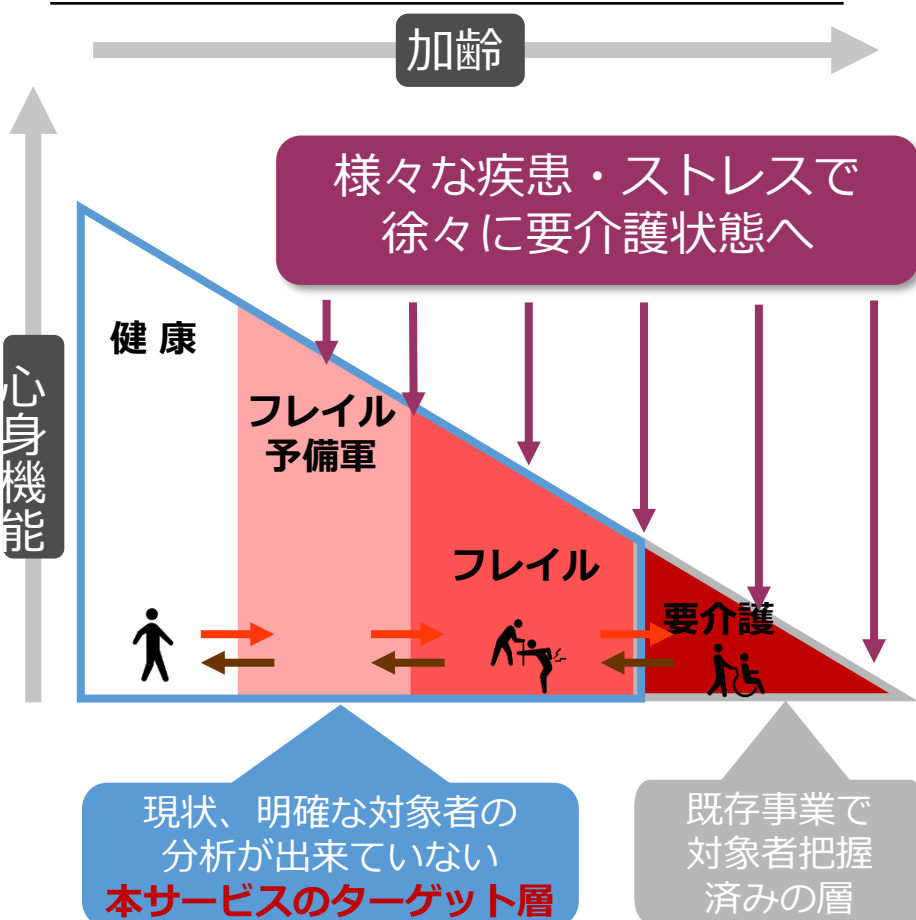 加齢
様々な疾患・ストレスで
徐々に要介護状態へ
心身機能
健 康
フレイル
予備軍
フレイル
要介護
現状、明確な対象者の
分析が出来ていない
本サービスのターゲット層
既存事業で
対象者把握
済みの層